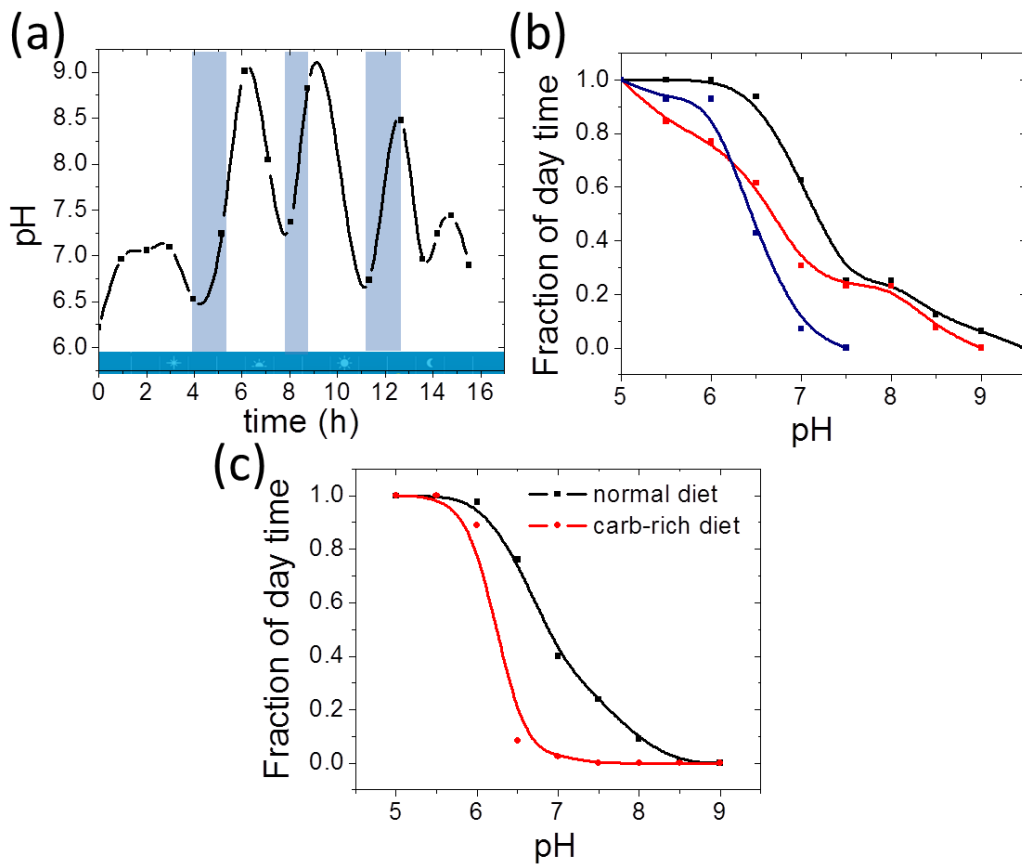 (a)
pH
9.0
8.5
8.0
7.5
7.0
6.5
6.0
0 2 4 6 8 10 12 14 16
time (h)
(b)
Fraction of day time
1.0
0.8
0.6
0.4
0.2
0.0
5 6 7 8 9
pH
(c)
Fraction of day time
1.0
0.8
0.6
0.4
0.2
0.0
normal diet
carb-rich diet
5 6 7 8 9
pH